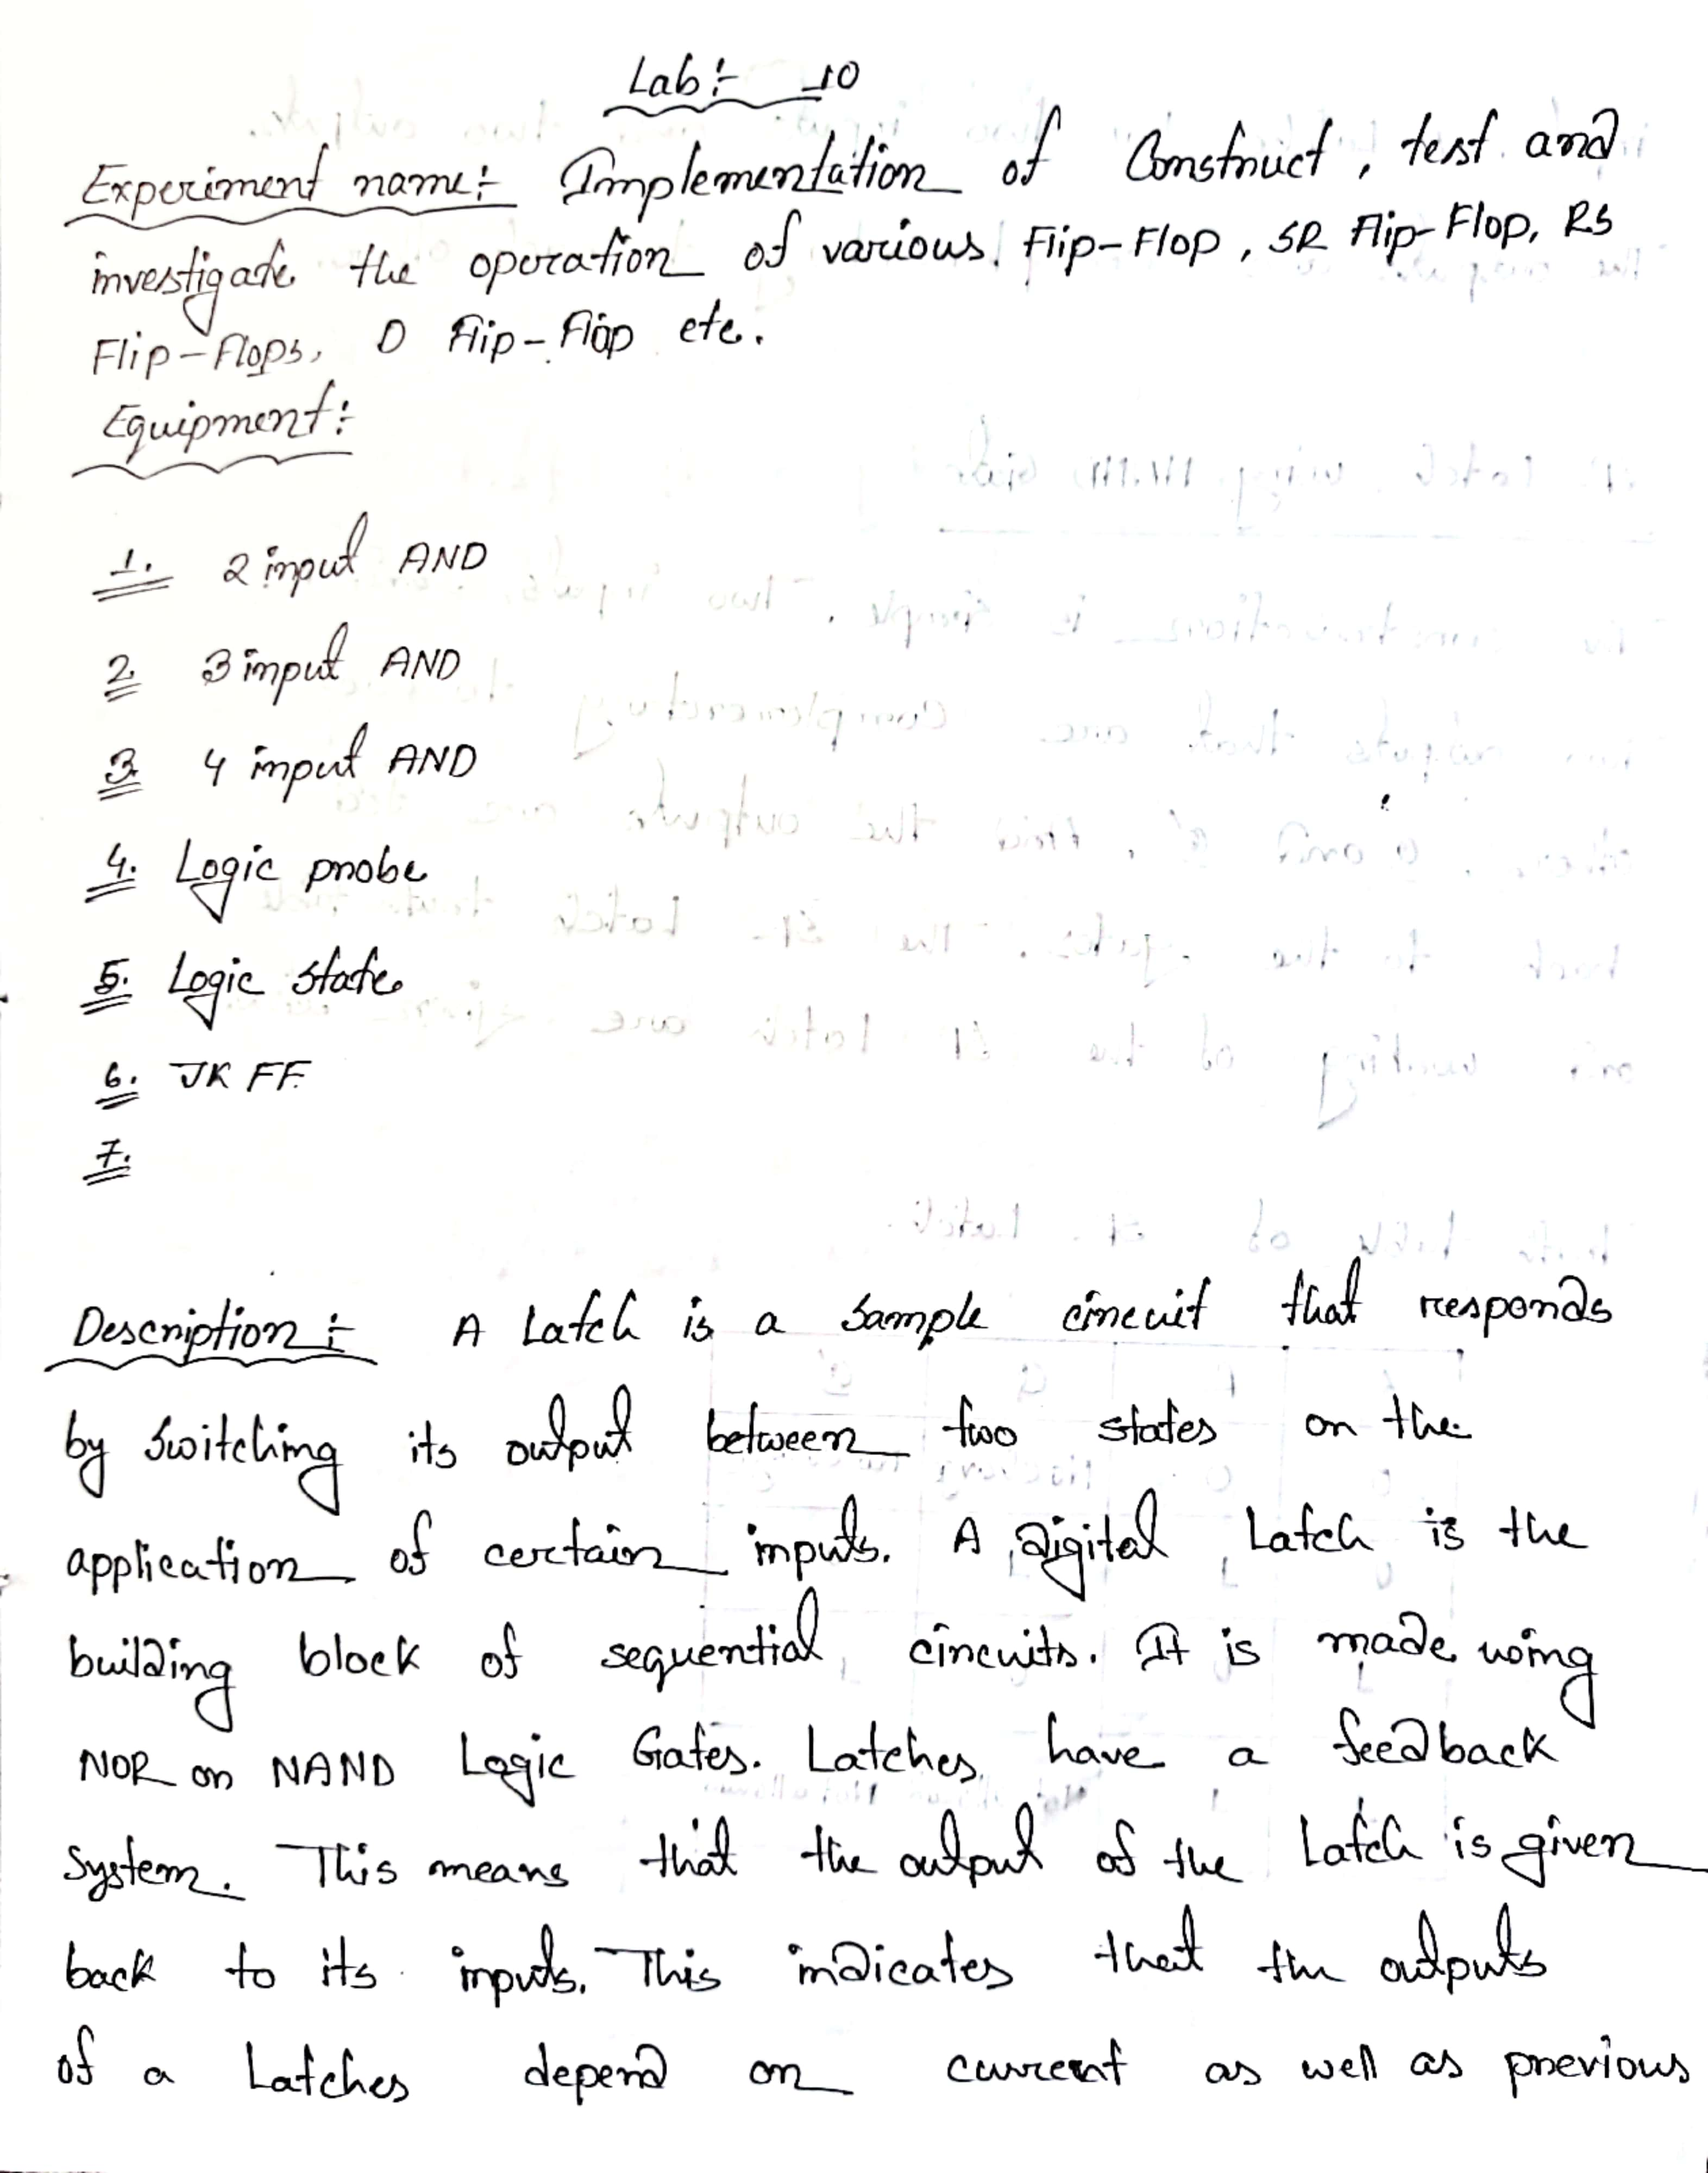 Lab:- 10
Experiment name:- Implementation of Construct, test and
investigate the operation of various Flip-Flop, SR Flip-Flop, RS
Flip-Flops, D Flip-Flop etc.
Equipment:-
1. 2 input AND
2. 3 input AND
3. 4 input AND
4. Logic probe
5. Logic state
6. JK FF.
7.
Description:- A Latch is a sample circuit that responds
by switching its output between two states on the
application of certain inputs. A Digital Latch is the
building block of sequential circuits. It is made using
NOR or NAND Logic Gates. Latches have a feedback
system. This means that the output of the Latch is given
back to its inputs. This indicates that the outputs
of a Latches depend on current as well as previous